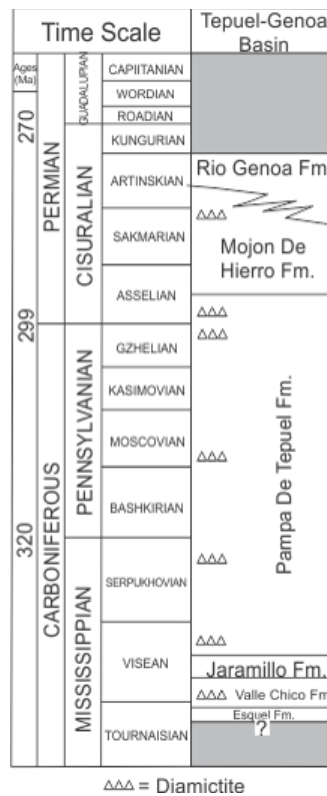 Time Scale
Tepuel-Genoa
Basin
Ages
(Ma)
270
299
320
PERMIAN
CARBONIFEROUS
GUADALUPIAN
CISURALIAN
PENNSYLVANIAN
MISSISSIPPIAN
CAPIITANIAN
WORDIAN
ROADIAN
KUNGURIAN
ARTINSKIAN
SAKMARIAN
ASSELIAN
GZHELIAN
KASIMOVIAN
MOSCOVIAN
BASHKIRIAN
SERPUKHOVIAN
VISEAN
TOURNAISIAN
Rio Genoa Fm.
Mojon De
Hierro Fm.
Pampa De Tepuel Fm.
Jaramillo Fm.
Valle Chico Fm
Esquel Fm.
?
= Diamictite